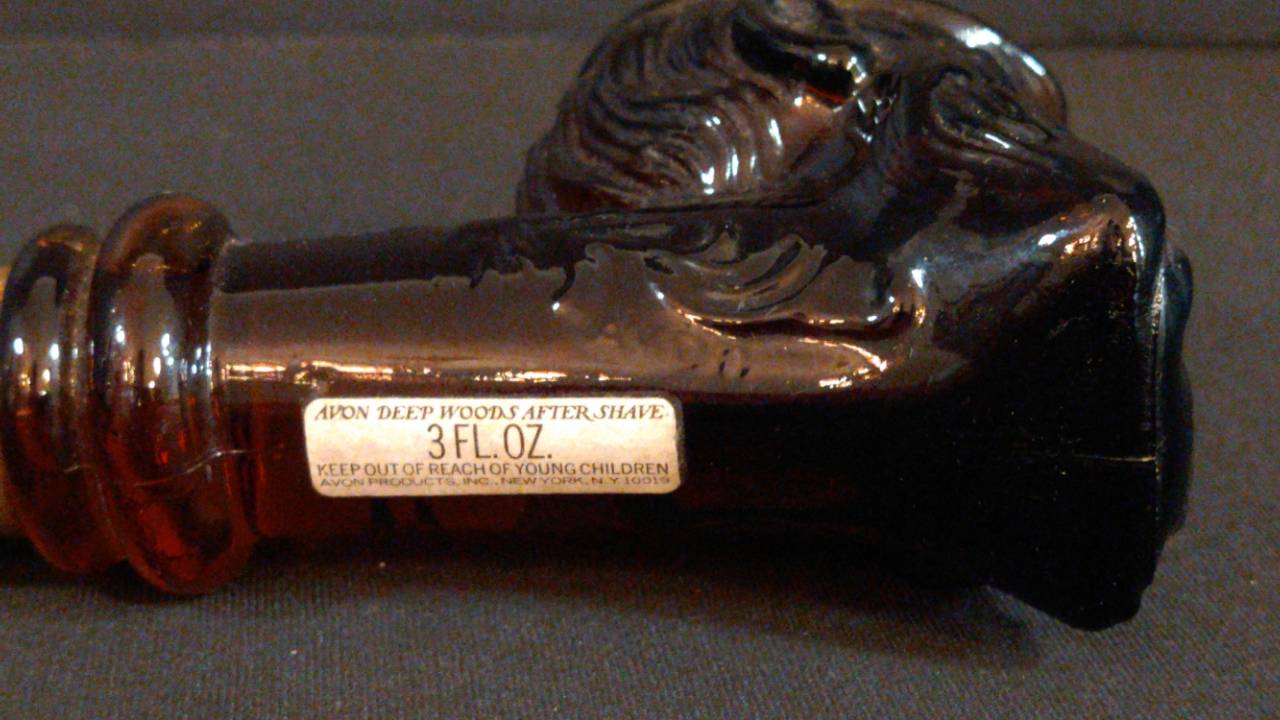 AVON DEEP WOODS AFTER SHAVE
3 FL. OZ.
KEEP OUT OF REACH OF YOUNG CHILDREN
AVON PRODUCTS, INC., NEW YORK, N.Y. 10019